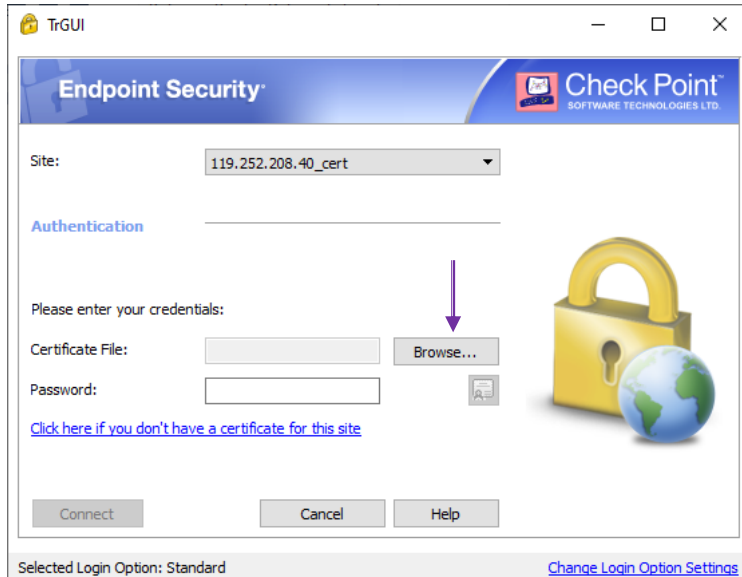 TrGUI
Endpoint Security
Check Point™
SOFTWARE TECHNOLOGIES LTD.
Site:
119.252.208.40_cert
Authentication
Please enter your credentials:
Certificate File:
Browse...
Password:
Click here if you don't have a certificate for this site
Connect
Cancel
Help
Selected Login Option: Standard
Change Login Option Settings